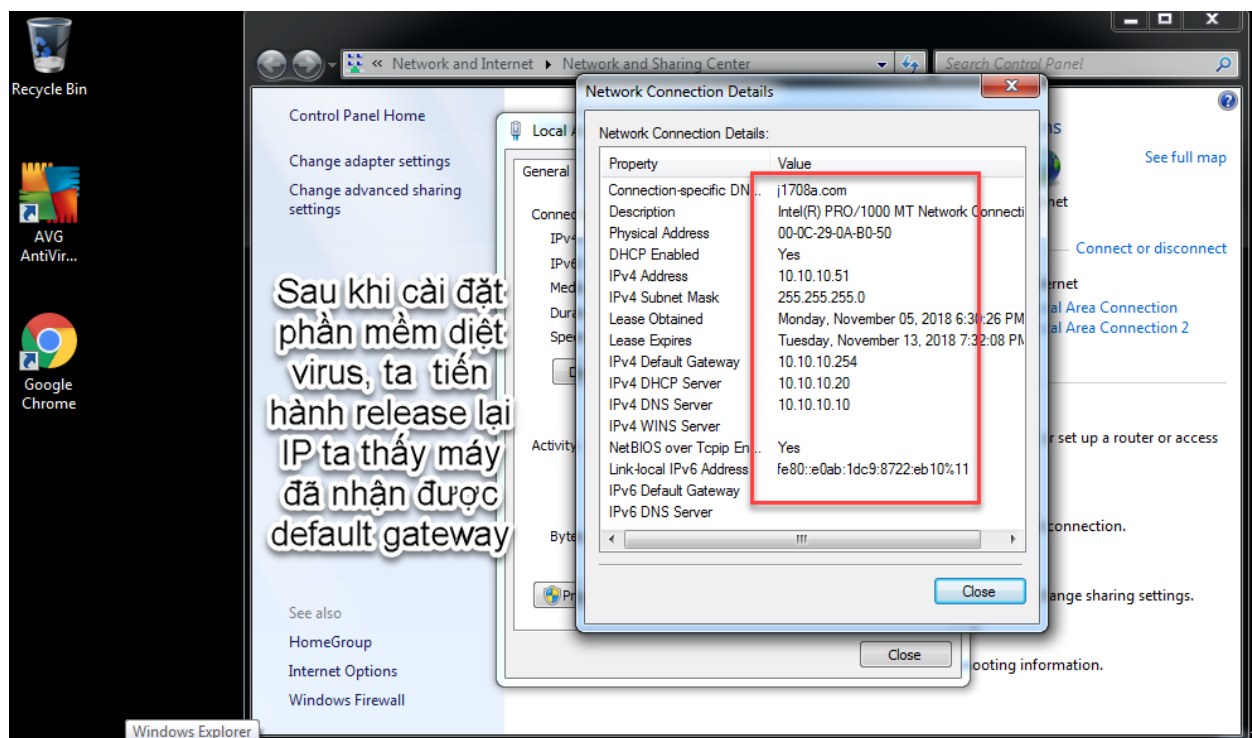 Recycle Bin
AVG
AntiVir...
Google
Chrome
« Network and Internet ▸ Network and Sharing Center
Search Control Panel
Control Panel Home
Change adapter settings
Change advanced sharing
settings
Sau khi cài đặt
phần mềm diệt
virus, ta tiến
hành release lại
IP ta thấy máy
đã nhận được
default gateway
See also
HomeGroup
Internet Options
Windows Firewall
Windows Explorer
Local
General
IPv4
Activity
Network Connection Details
Network Connection Details:
Property Value
Connection-specific DN... j1708a.com
Description Intel(R) PRO/1000 MT Network Connecti
Physical Address 00-0C-29-0A-B0-50
DHCP Enabled Yes
IPv4 Address 10.10.10.51
IPv4 Subnet Mask 255.255.255.0
Lease Obtained Monday, November 05, 2018 6:30:26 PM
Lease Expires Tuesday, November 13, 2018 7:32:08 PM
IPv4 Default Gateway 10.10.10.254
IPv4 DHCP Server 10.10.10.20
IPv4 DNS Server 10.10.10.10
IPv4 WINS Server
NetBIOS over Tcpip En... Yes
Link-local IPv6 Address fe80::e0ab:1dc9:8722:eb10%11
IPv6 Default Gateway
IPv6 DNS Server
Close
Close
See full map
Connect or disconnect
Local Area Connection
Local Area Connection 2
r set up a router or access
connection.
ange sharing settings.
ooting information.